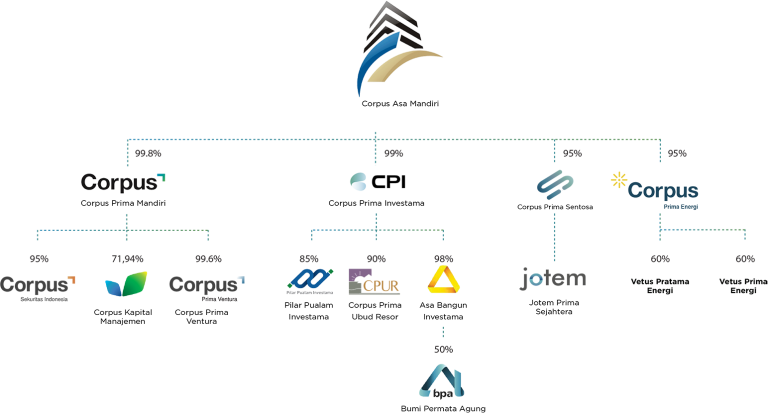 Corpus Asa Mandiri
99.8%
99%
95%
95%
Corpus
CPI
Corpus
Prima Energi
Corpus Prima Mandiri
Corpus Prima Investama
Corpus Prima Sentosa
95%
71,94%
99.6%
85%
90%
98%
60%
60%
Corpus
Sekuritas Indonesia
Corpus Kapital
Manajemen
Corpus
Prima Ventura
Corpus Prima
Ventura
Pilar Pualam Investama
Pilar Pualam
Investama
CPUR
Corpus Prima
Ubud Resor
Asa Bangun
Investama
jotem
Jotem Prima
Sejahtera
Vetus Pratama
Energi
Vetus Prima
Energi
50%
bpa
Bumi Permata Agung